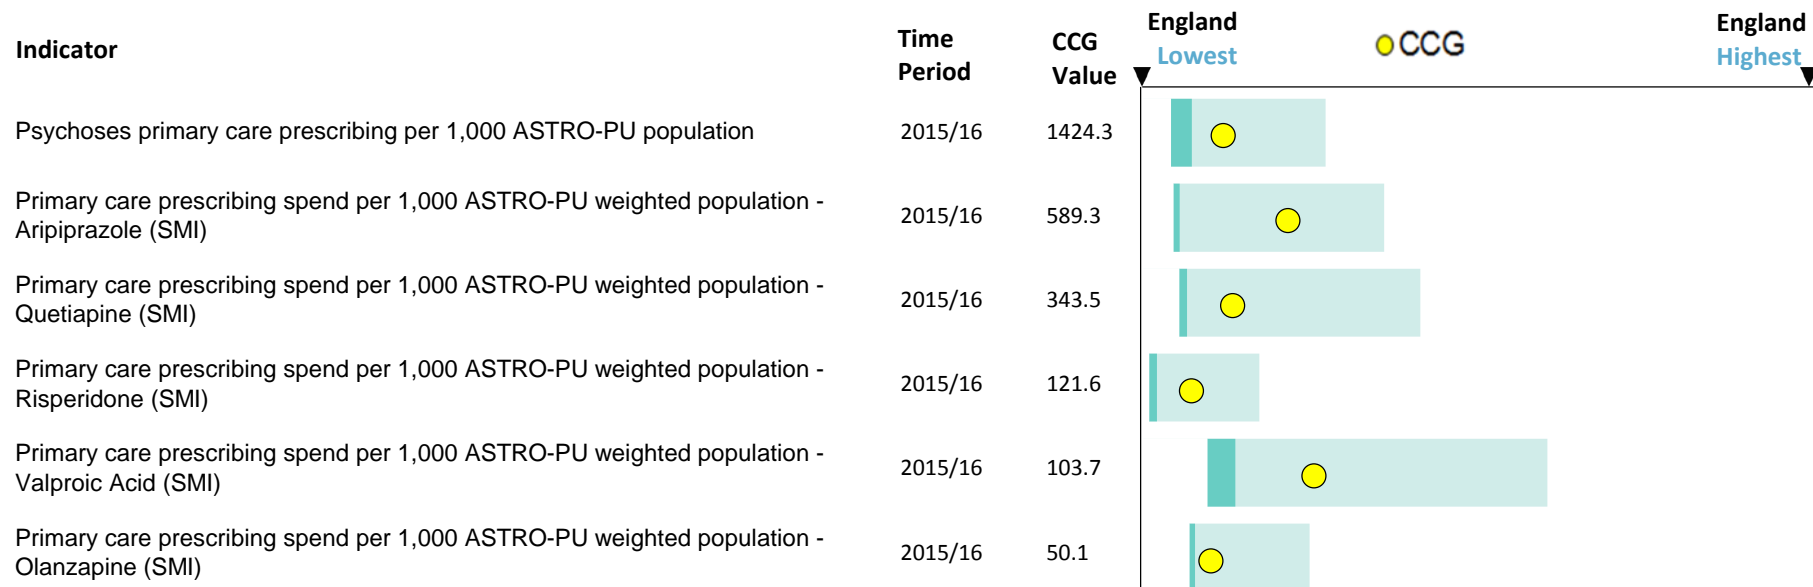 Indicator
Time
Period
CCG
Value
England
Lowest
CCG
England
Highest
Psychoses primary care prescribing per 1,000 ASTRO-PU population 2015/16 1424.3
Primary care prescribing spend per 1,000 ASTRO-PU weighted population -
Aripiprazole (SMI) 2015/16 589.3
Primary care prescribing spend per 1,000 ASTRO-PU weighted population -
Quetiapine (SMI) 2015/16 343.5
Primary care prescribing spend per 1,000 ASTRO-PU weighted population -
Risperidone (SMI) 2015/16 121.6
Primary care prescribing spend per 1,000 ASTRO-PU weighted population -
Valproic Acid (SMI) 2015/16 103.7
Primary care prescribing spend per 1,000 ASTRO-PU weighted population -
Olanzapine (SMI) 2015/16 50.1